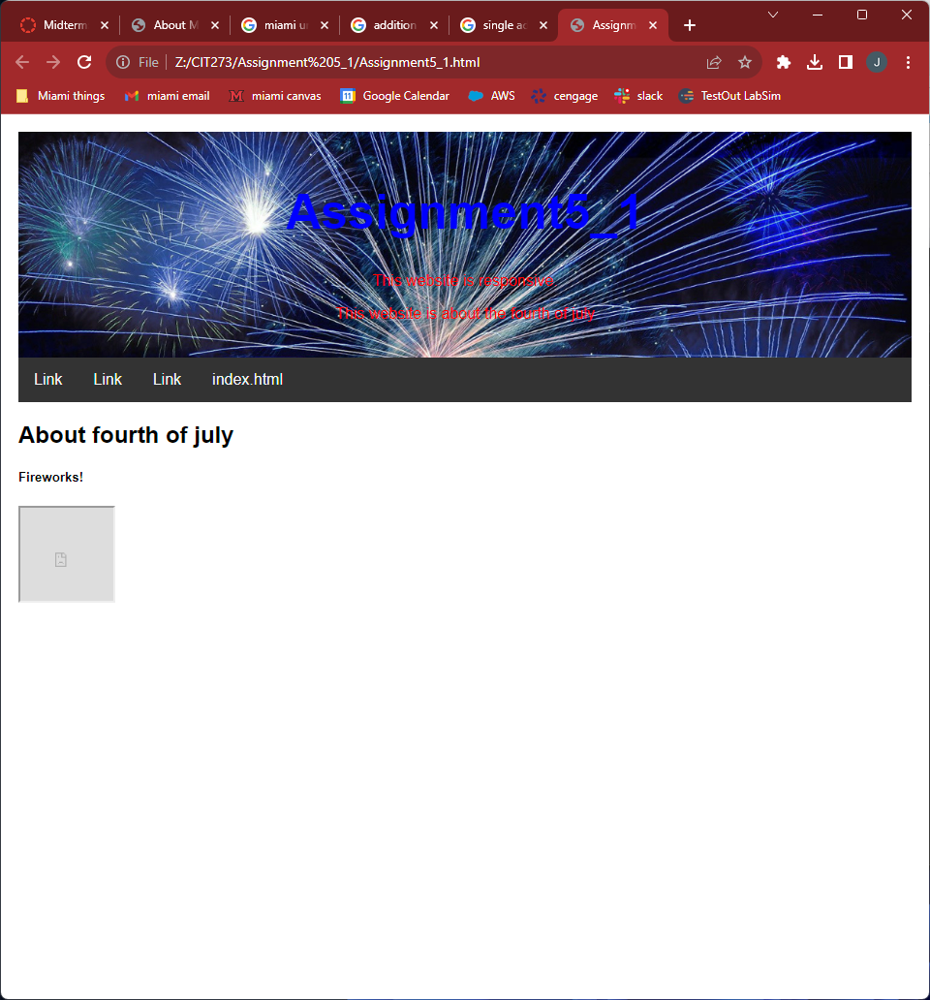 Midterm About M miami u addition single ac Assignm
File Z:/CIT273/Assignment%205_1/Assignment5_1.html J
Miami things miami email M miami canvas 11 Google Calendar AWS cengage slack TestOut LabSim
Assignment5_1
This website is responsive
This website is about the fourth of july
Link Link Link index.html
About fourth of july
Fireworks!